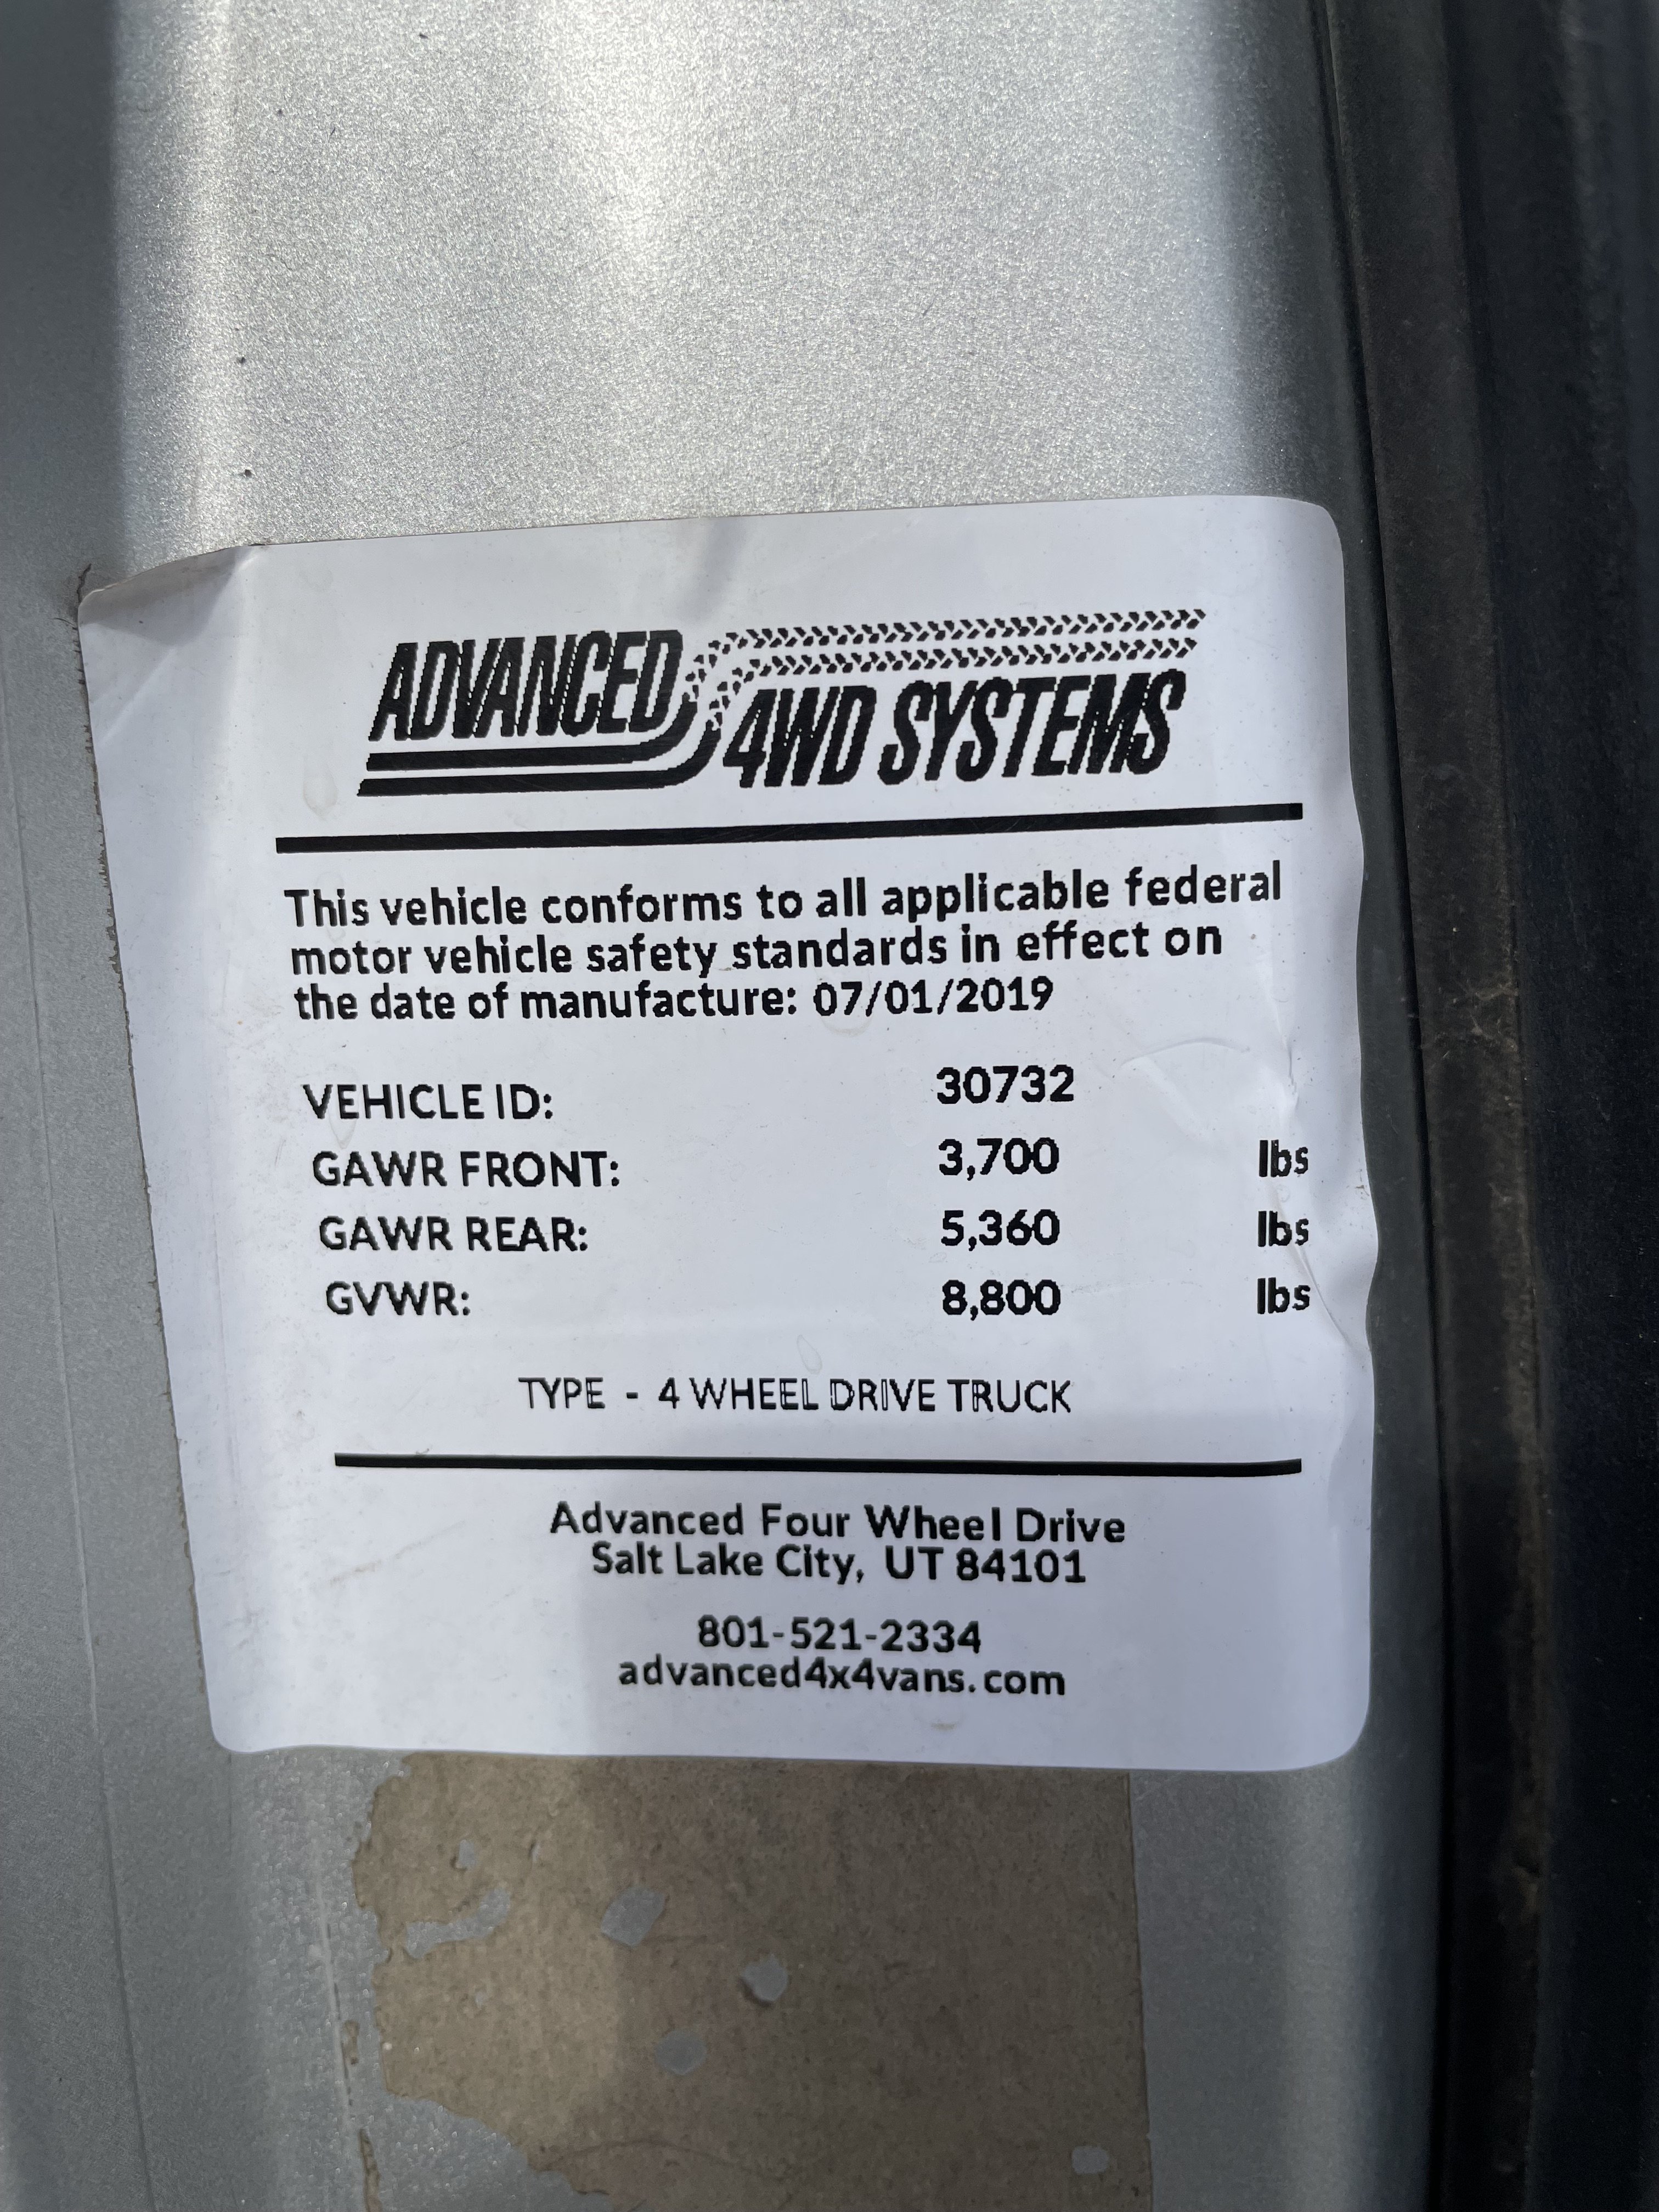 ADVANCED
4WD SYSTEMS
This vehicle conforms to all applicable federal
motor vehicle safety standards in effect on
the date of manufacture: 07/01/2019
VEHICLE ID: 30732
GAWR FRONT: 3,700 lbs
GAWR REAR: 5,360 lbs
GVWR: 8,800 lbs
TYPE - 4 WHEEL DRIVE TRUCK
Advanced Four Wheel Drive
Salt Lake City, UT 84101
801-521-2334
advanced4x4vans.com